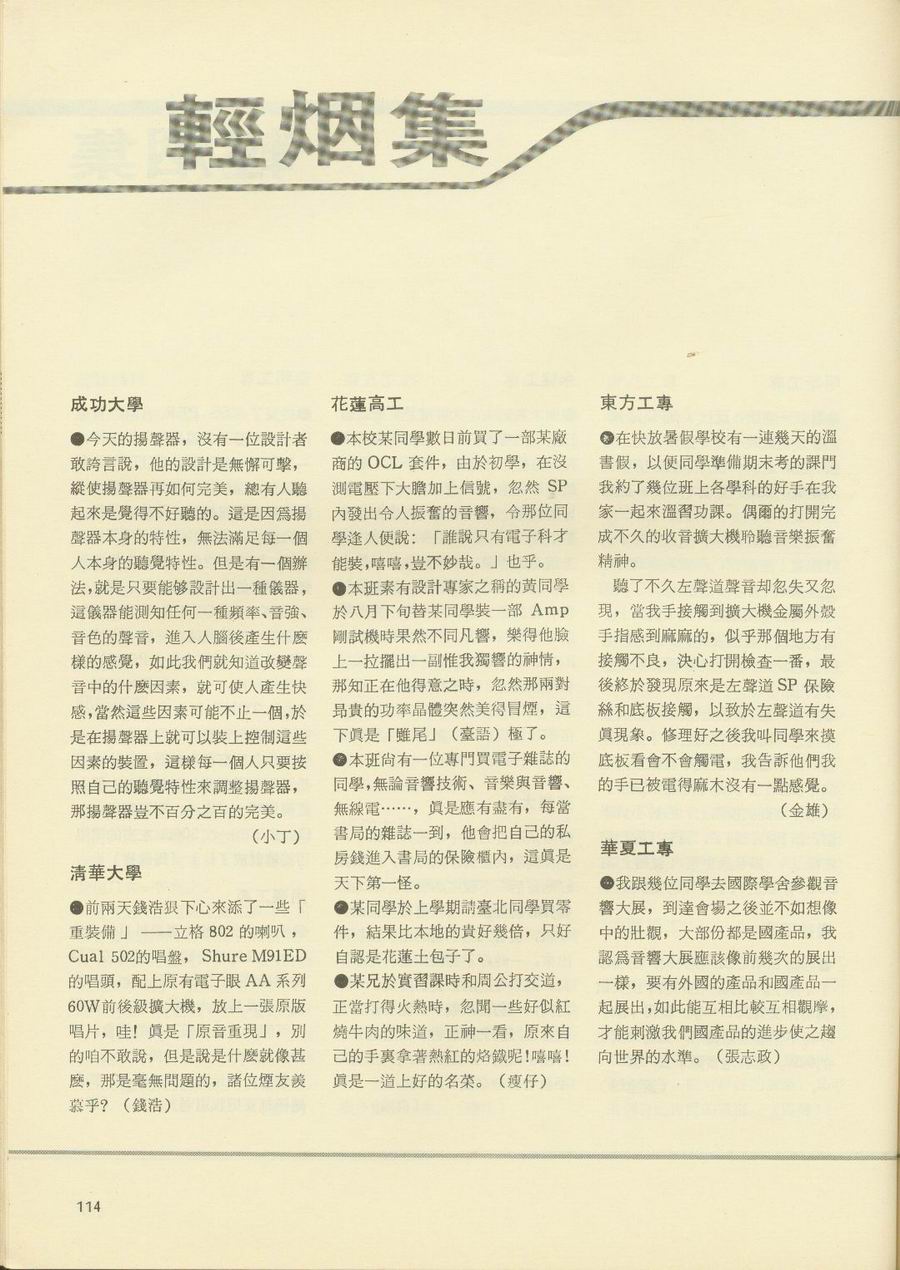 輕烟集
成功大學
●今天的揚聲器，沒有一位設計者
敢誇言說，他的設計是無懈可擊，
縱使揚聲器再如何完美，總有人聽
起來是覺得不好聽的。這是因爲揚
聲器本身的特性，無法滿足每一個
人本身的聽覺特性。但是有一個辦
法，就是只要能够設計出一種儀器，
這儀器能測知任何一種頻率、音強、
音色的聲音，進入人腦後產生什麽
樣的感覺，如此我們就知道改變聲
音中的什麽因素，就可使人產生快
感，當然這些因素可能不止一個，於
是在揚聲器上就可以裝上控制這些
因素的裝置，這樣每一個人只要按
照自己的聽覺特性來調整揚聲器，
那揚聲器豈不百分之百的完美。
（小丁）
清華大學
●前兩天錢浩狠下心來添了一些「
重裝備」——立格 802 的喇叭，
Cual 502的唱盤， Shure M91ED
的唱頭，配上原有電子眼 AA 系列
60W前後級擴大機，放上一張原版
唱片，哇！眞是「原音重現」，別
的咱不敢說，但是說是什麽就像甚
麽，那是毫無問題的，諸位煙友羨
慕乎？（錢浩）
花蓮高工
●本校某同學數日前買了一部某廠
商的 OCL 套件，由於初學，在沒
測電壓下大膽加上信號，忽然 SP
內發出令人振奮的音響，令那位同
學逢人便說：「誰說只有電子科才
能裝，嘻嘻，豈不妙哉。」也乎。
●本班素有設計專家之稱的黃同學
於八月下旬替某同學裝一部 Amp
剛試機時果然不同凡響，樂得他臉
上一拉擺出一副惟我獨響的神情，
那知正在他得意之時，忽然那兩對
昻貴的功率晶體突然美得冒煙，這
下眞是「雖尾」（臺語）極了。
●本班尚有一位專門買電子雜誌的
同學，無論音響技術、音樂與音響、
無線電……，眞是應有盡有，每當
書局的雜誌一到，他會把自己的私
房錢進入書局的保險櫃內，這眞是
天下第一怪。
●某同學於上學期請臺北同學買零
件，結果比本地的貴好幾倍，只好
自認是花蓮土包子了。
●某兄於實習課時和周公打交道，
正當打得火熱時，忽聞一些好似紅
燒牛肉的味道，正神一看，原來自
己的手裏拿著熱紅的烙鐵呢！嘻嘻！
眞是一道上好的名菜。（瘦仔）
東方工專
●在快放暑假學校有一連幾天的溫
書假，以便同學準備期末考的課門
我約了幾位班上各學科的好手在我
家一起來溫習功課。偶爾的打開完
成不久的收音擴大機聆聽音樂振奮
精神。
聽了不久左聲道聲音却忽失又忽
現，當我手接觸到擴大機金屬外殼
手指感到麻麻的，似乎那個地方有
接觸不良，決心打開檢查一番，最
後終於發現原來是左聲道 SP 保險
絲和底板接觸，以致於左聲道有失
眞現象。修理好之後我叫同學來摸
底板看會不會觸電，我告訴他們我
的手已被電得麻木沒有一點感覺。
（金雄）
華夏工專
●我跟幾位同學去國際學舍參觀音
響大展，到達會場之後並不如想像
中的壯觀，大部份都是國產品，我
認爲音響大展應該像前幾次的展出
一樣，要有外國的產品和國產品一
起展出，如此能互相比較互相觀摩，
才能刺激我們國產品的進步使之趨
向世界的水準。（張志政）
114